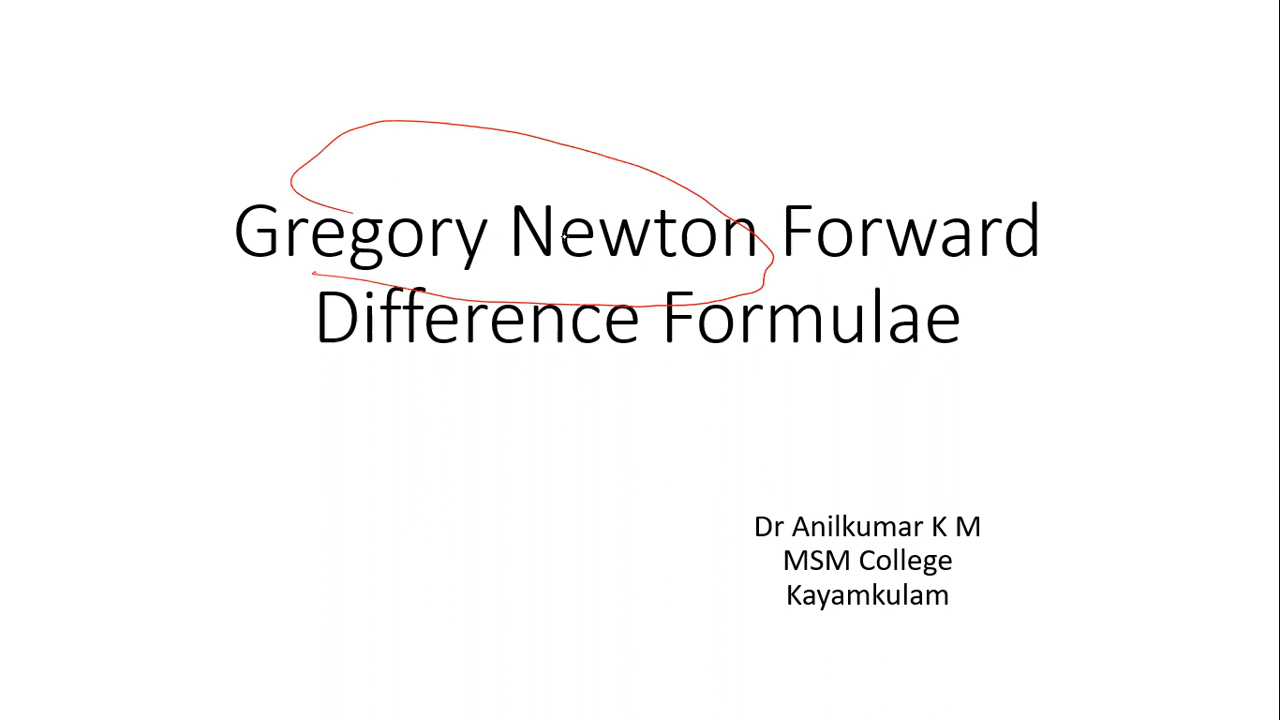 Gregory Newton Forward
Difference Formulae
Dr Anilkumar K M
MSM College
Kayamkulam